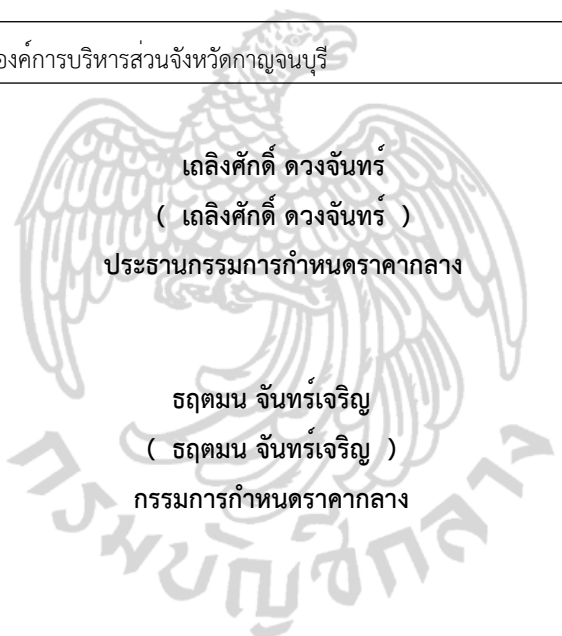 องค์การบริหารส่วนจังหวัดกาญจนบุรี
เถลิงศักดิ์ ดวงจันทร์
( เถลิงศักดิ์ ดวงจันทร์ )
ประธานกรรมการกำหนดราคากลาง
ธฤตมน จันทร์เจริญ
( ธฤตมน จันทร์เจริญ )
กรรมการกำหนดราคากลาง
กรมบัญชีกลาง